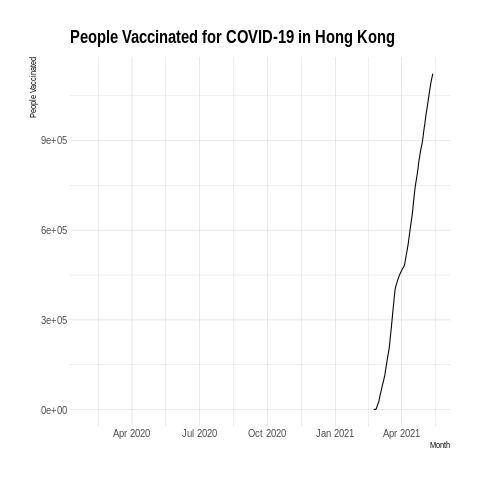 People Vaccinated for COVID-19 in Hong Kong
People Vaccinated
9e+05
6e+05
3e+05
0e+00
Apr 2020 Jul 2020 Oct 2020 Jan 2021 Apr 2021
Month